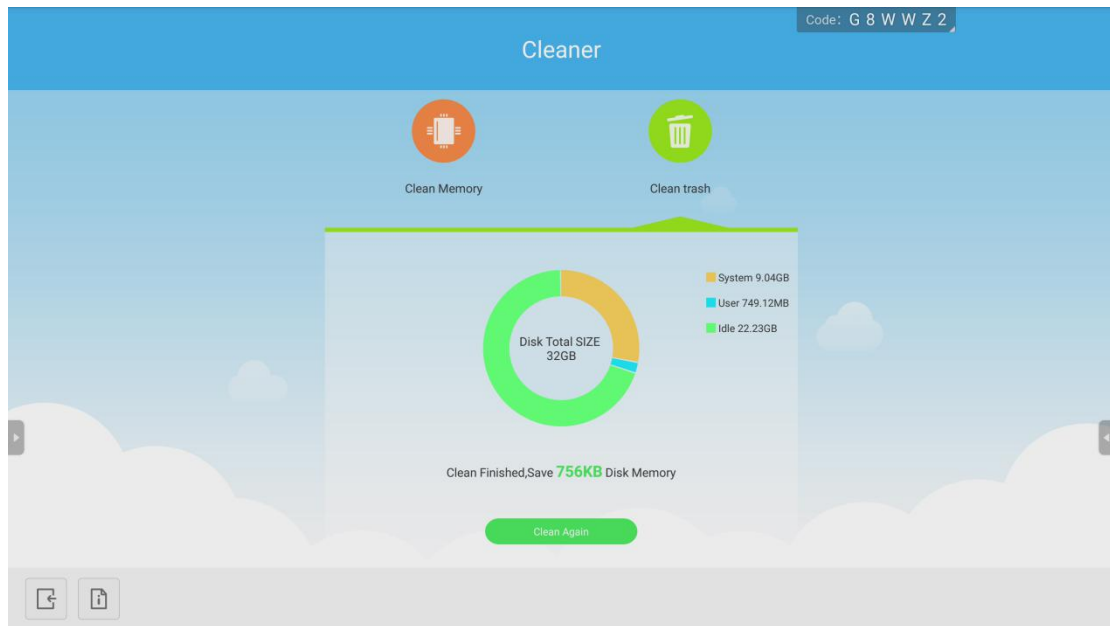 Code: G 8 W W Z 2
Cleaner
Clean Memory
Clean trash
System 9.04GB
User 749.12MB
Idle 22.23GB
Disk Total SIZE
32GB
Clean Finished,Save 756KB Disk Memory
Clean Again